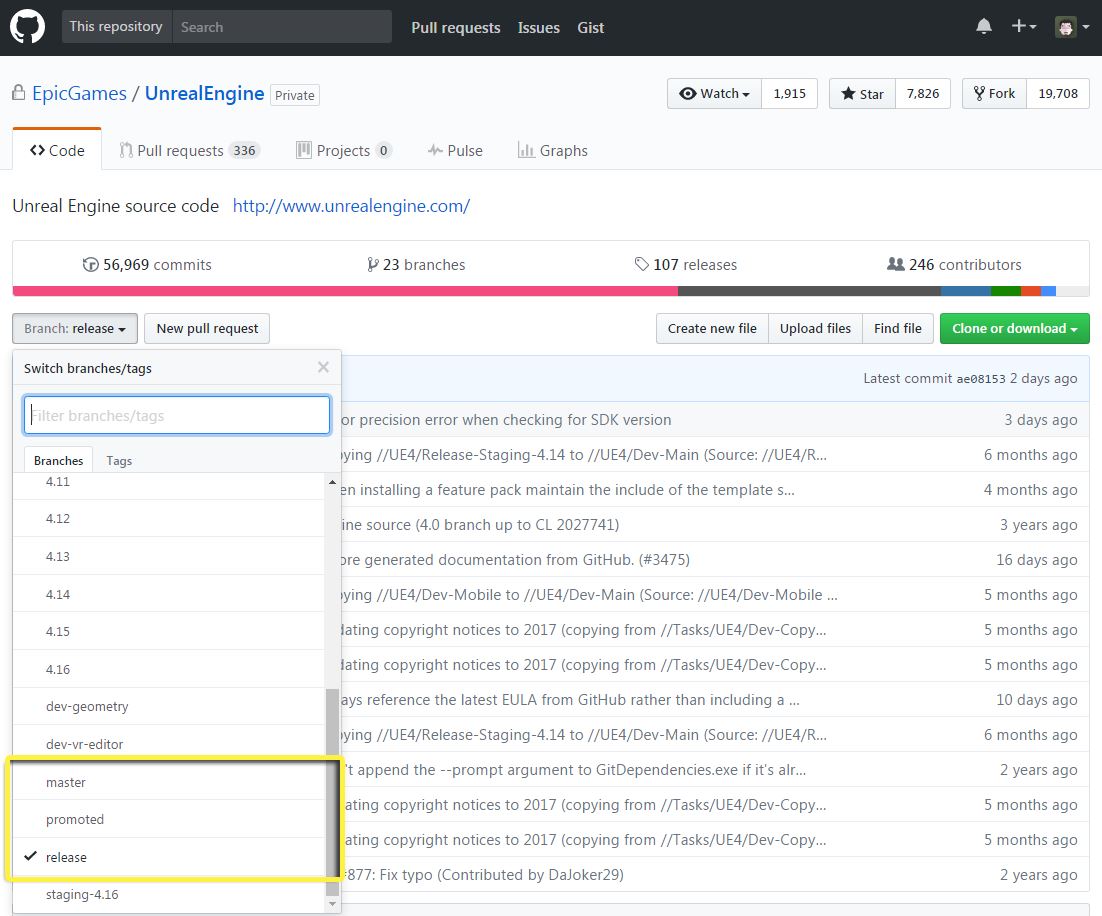 This repository Search Pull requests Issues Gist
EpicGames / UnrealEngine Private Watch 1,915 Star 7,826 Fork 19,708
Code Pull requests 336 Projects 0 Pulse Graphs
Unreal Engine source code http://www.unrealengine.com/
56,969 commits 23 branches 107 releases 246 contributors
Branch: release New pull request Create new file Upload files Find file Clone or download
Switch branches/tags
Filter branches/tags
Branches Tags
4.11
4.12
4.13
4.14
4.15
4.16
dev-geometry
dev-vr-editor
master
promoted
release
staging-4.16
Latest commit ae08153 2 days ago
or precision error when checking for SDK version 3 days ago
ying //UE4/Release-Staging-4.14 to //UE4/Dev-Main (Source: //UE4/R... 6 months ago
en installing a feature pack maintain the include of the template s... 4 months ago
ine source (4.0 branch up to CL 2027741) 3 years ago
ore generated documentation from GitHub. (#3475) 16 days ago
ying //UE4/Dev-Mobile to //UE4/Dev-Main (Source: //UE4/Dev-Mobile ... 5 months ago
dating copyright notices to 2017 (copying from //Tasks/UE4/Dev-Copy... 5 months ago
dating copyright notices to 2017 (copying from //Tasks/UE4/Dev-Copy... 5 months ago
ays reference the latest EULA from GitHub rather than including a ... 10 days ago
ying //UE4/Release-Staging-4.14 to //UE4/Dev-Main (Source: //UE4/R... 6 months ago
't append the --prompt argument to GitDependencies.exe if it's alr... 2 years ago
ating copyright notices to 2017 (copying from //Tasks/UE4/Dev-Copy... 5 months ago
ating copyright notices to 2017 (copying from //Tasks/UE4/Dev-Copy... 5 months ago
#877: Fix typo (Contributed by DaJoker29) 2 years ago